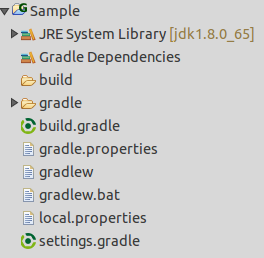 Sample
JRE System Library [jdk1.8.0_65]
Gradle Dependencies
build
gradle
build.gradle
gradle.properties
gradlew
gradlew.bat
local.properties
settings.gradle